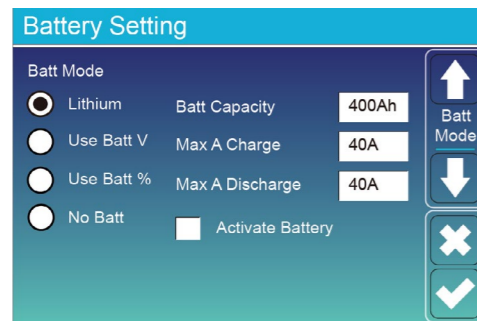 Battery Setting
Batt Mode
Lithium
Batt Capacity
400Ah
Use Batt V
Max A Charge
40A
Use Batt %
Max A Discharge
40A
No Batt
Activate Battery
Batt
Mode